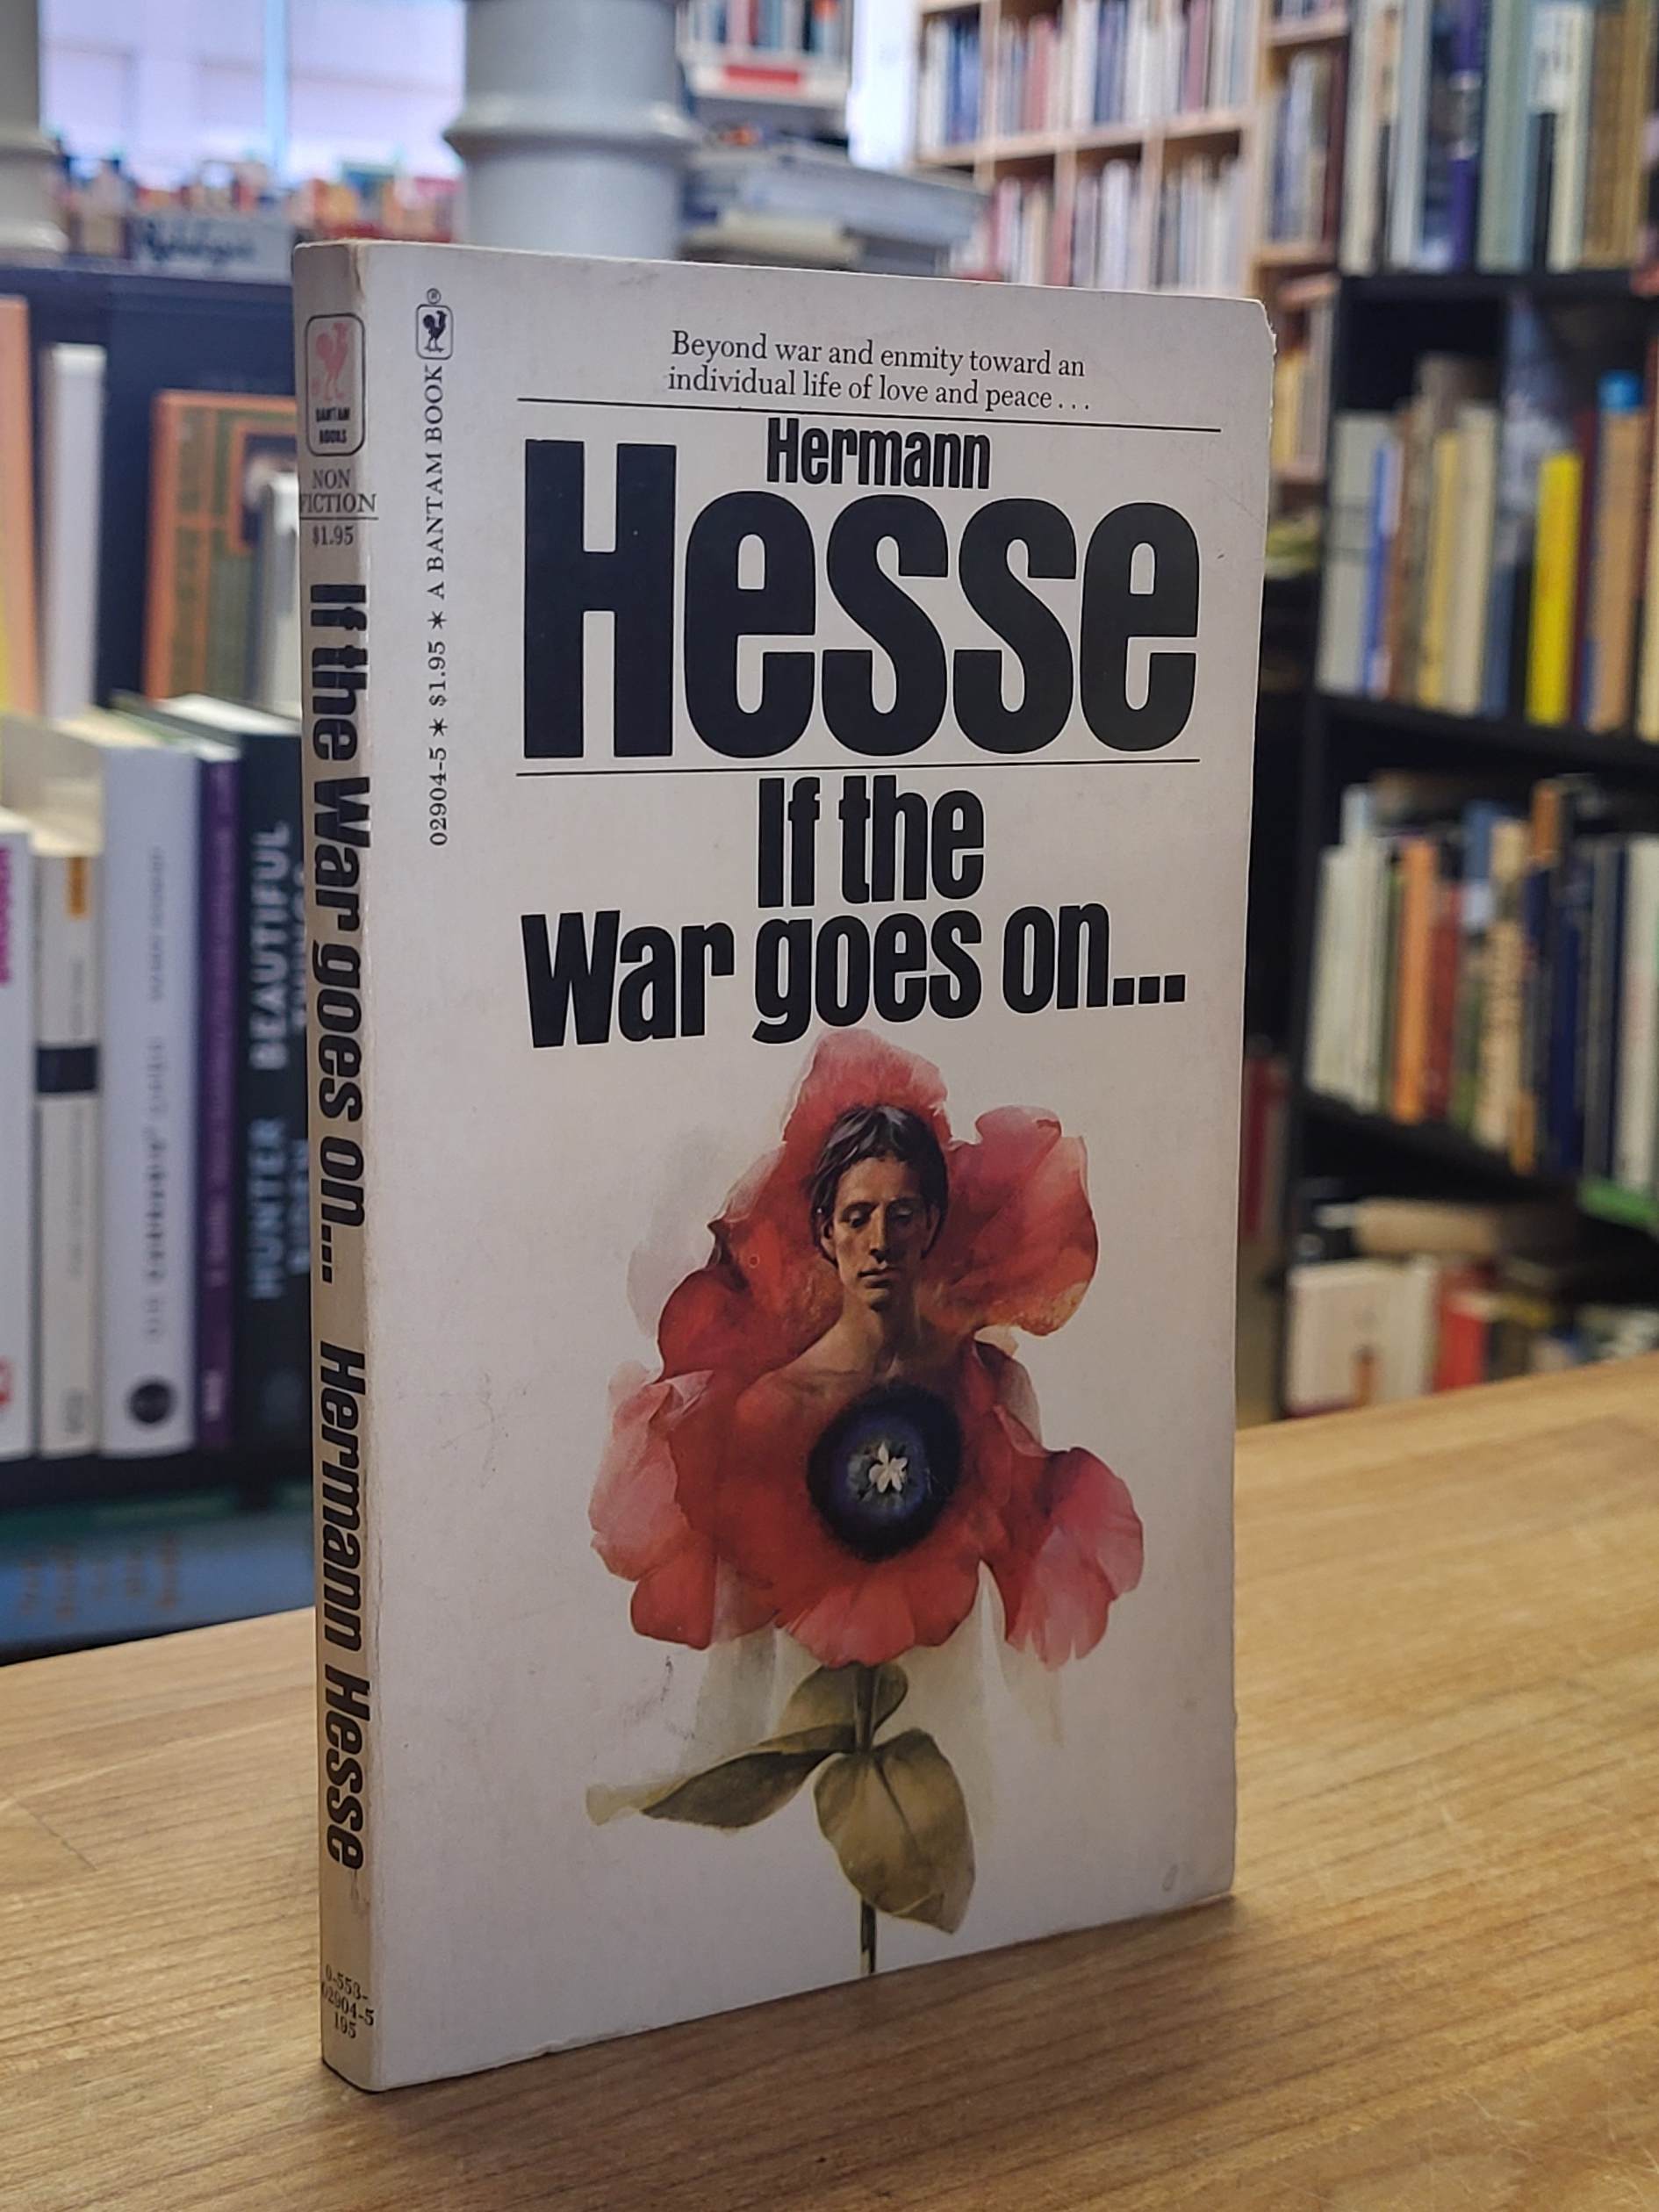 Beyond war and enmity toward an
individual life of love and peace...
Hermann
Hesse
If the
War goes on...
02904-5 * $1.95 * A BANTAM BOOK ®
BANTAM
BOOKS
NON
FICTION
$1.95
If the War goes on... Hermann Hesse
0-553-
02904-5
195
HUNTER
BEAUTIFUL